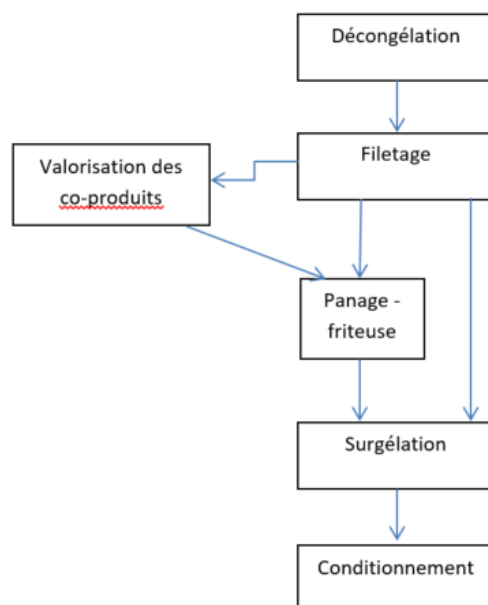 Décongélation
Filetage
Valorisation des
co-produits
Panage -
friteuse
Surgélation
Conditionnement